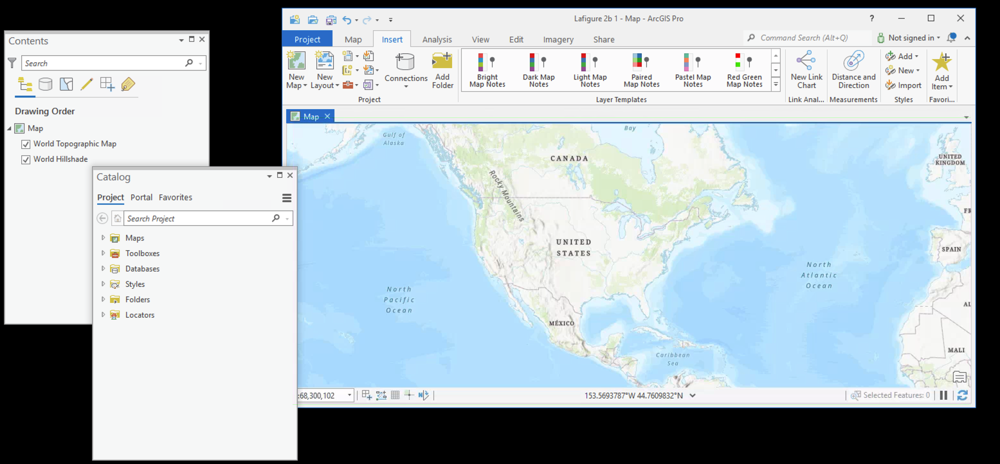 Contents
Search
Drawing Order
Map
World Topographic Map
World Hillshade
Catalog
Project Portal Favorites
Search Project
Maps
Toolboxes
Databases
Styles
Folders
Locators
Lafigure 2b 1 - Map - ArcGIS Pro
?
Project Map Insert Analysis View Edit Imagery Share
Command Search (Alt+Q)
Not signed in
New Map
New Layout
Connections
Add Folder
Project
Bright Map Notes
Dark Map Notes
Light Map Notes
Paired Map Notes
Pastel Map Notes
Red Green Map Notes
Layer Templates
New Link Chart
Link Anal...
Distance and Direction
Measurements
Add
New
Import
Styles
Add Item
Favori...
Map
Gulf of
Alaska
Bay
CANADA
Rocky Mountains
UNITED
KINGDOM
FR
UNITED
STATES
SPAIN
North
Atlantic
Ocean
North
Pacific
Ocean
AL
MÉXICO
MALI
Caribbean
Sea
:68,300,102
153.5693787°W 44.7609832°N
Selected Features: 0